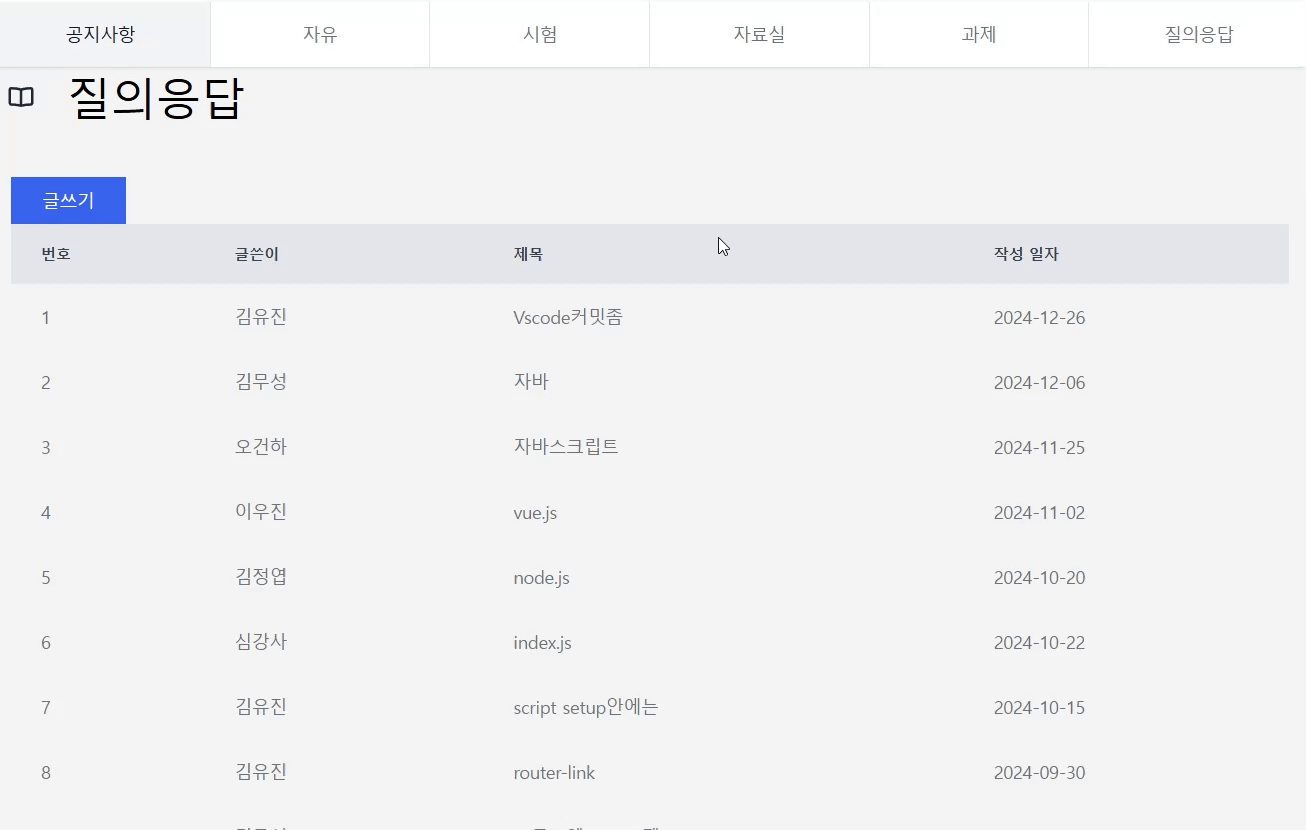 공지사항 자유 시험 자료실 과제 질의응답
질의응답
글쓰기
번호 글쓴이 제목 작성 일자
1 김유진 Vscode커밋좀 2024-12-26
2 김무성 자바 2024-12-06
3 오건하 자바스크립트 2024-11-25
4 이우진 vue.js 2024-11-02
5 김정엽 node.js 2024-10-20
6 심강사 index.js 2024-10-22
7 김유진 script setup안에는 2024-10-15
8 김유진 router-link 2024-09-30